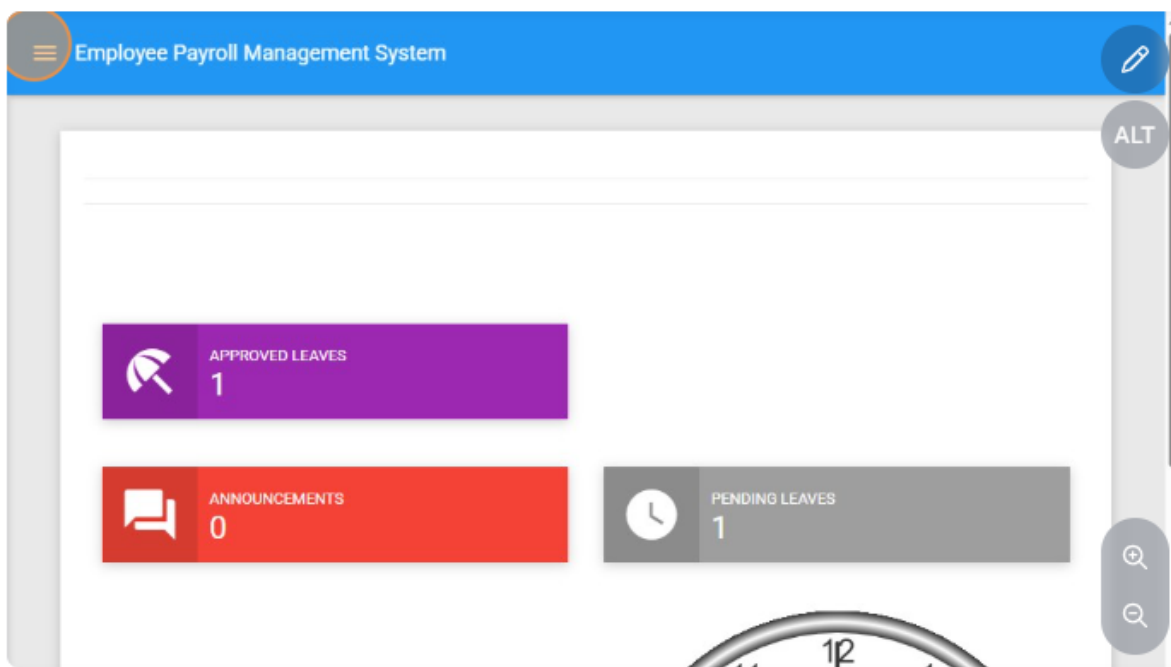 Employee Payroll Management System
ALT
APPROVED LEAVES
1
ANNOUNCEMENTS
0
PENDING LEAVES
1
12